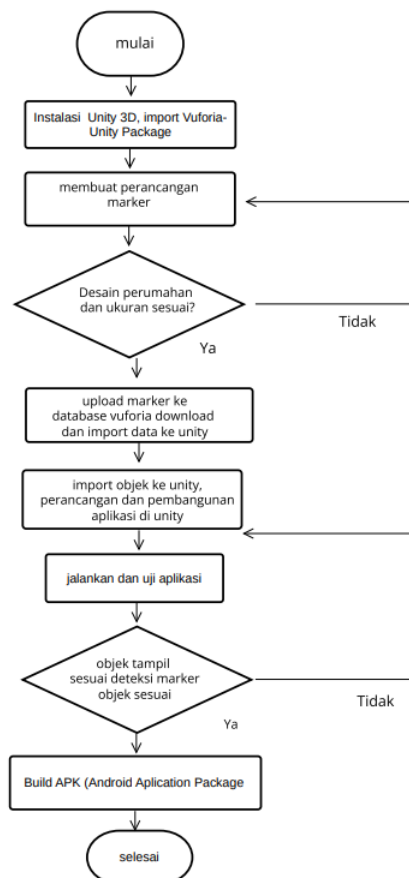 mulai
Instalasi Unity 3D, import Vuforia-
Unity Package
membuat perancangan
marker
Desain perumahan
dan ukuran sesuai?
Tidak
Ya
upload marker ke
database vuforia download
dan import data ke unity
import objek ke unity,
perancangan dan pembangunan
aplikasi di unity
jalankan dan uji aplikasi
objek tampil
sesuai deteksi marker
objek sesuai
Tidak
Ya
Build APK (Android Aplication Package
selesai